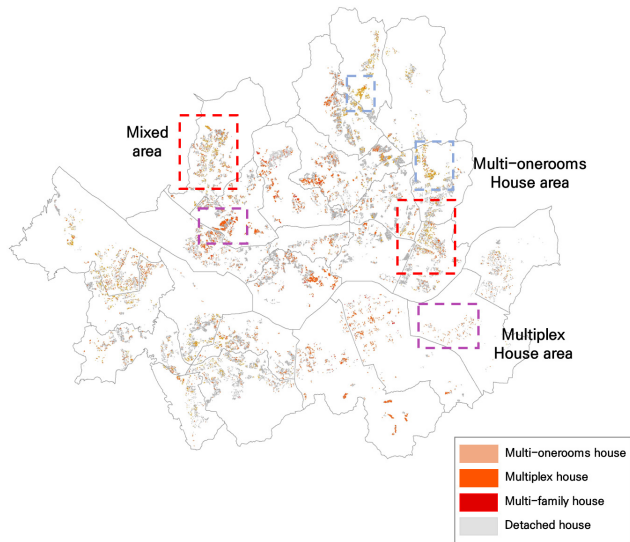 Mixed
area
Multi-onerooms
House area
Multiplex
House area
Multi-onerooms house
Multiplex house
Multi-family house
Detached house